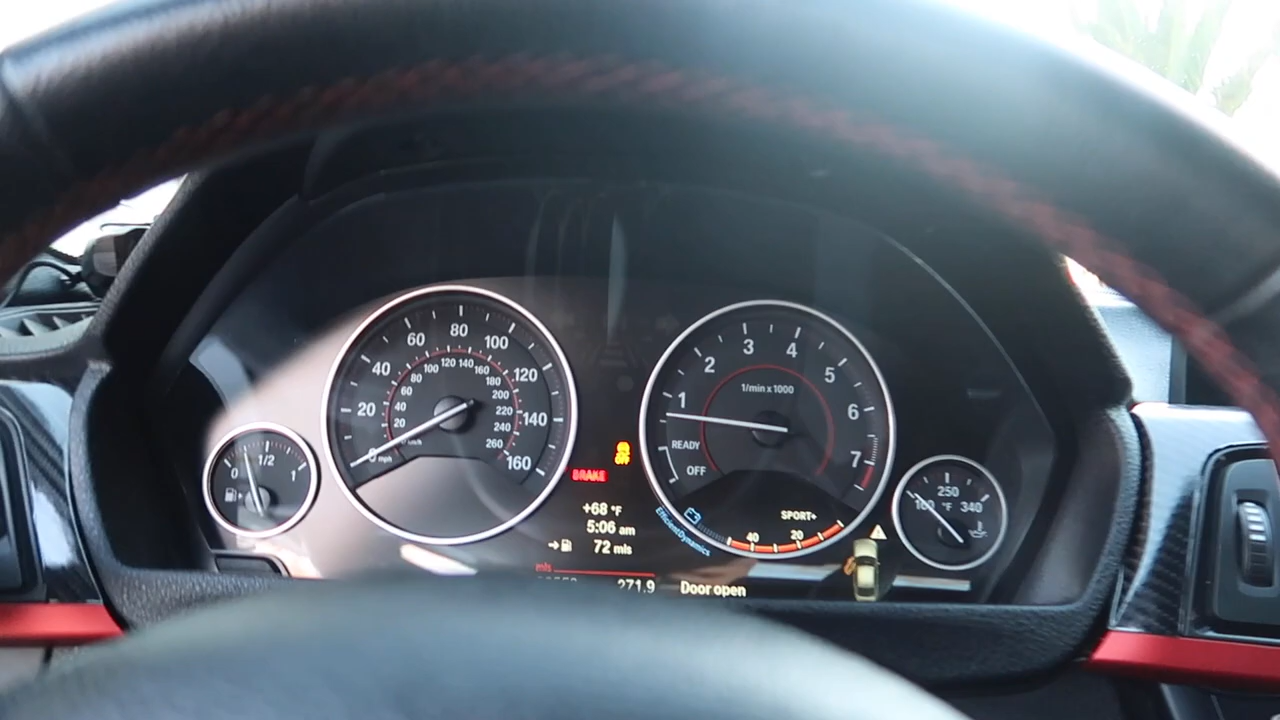 0 1/2 1
0 mph 20 40 60 80 100 120 140 160
km/h 20 40 60 80 100 120 140 160 180 200 220 240 260
OFF
BRAKE
+68 °F
5:06 am
72 mls
mls
271.9
1 2 3 4 5 6 7
1/min x 1000
READY
OFF
SPORT+
40 20
EfficientDynamics
Door open
250
160 °F 340